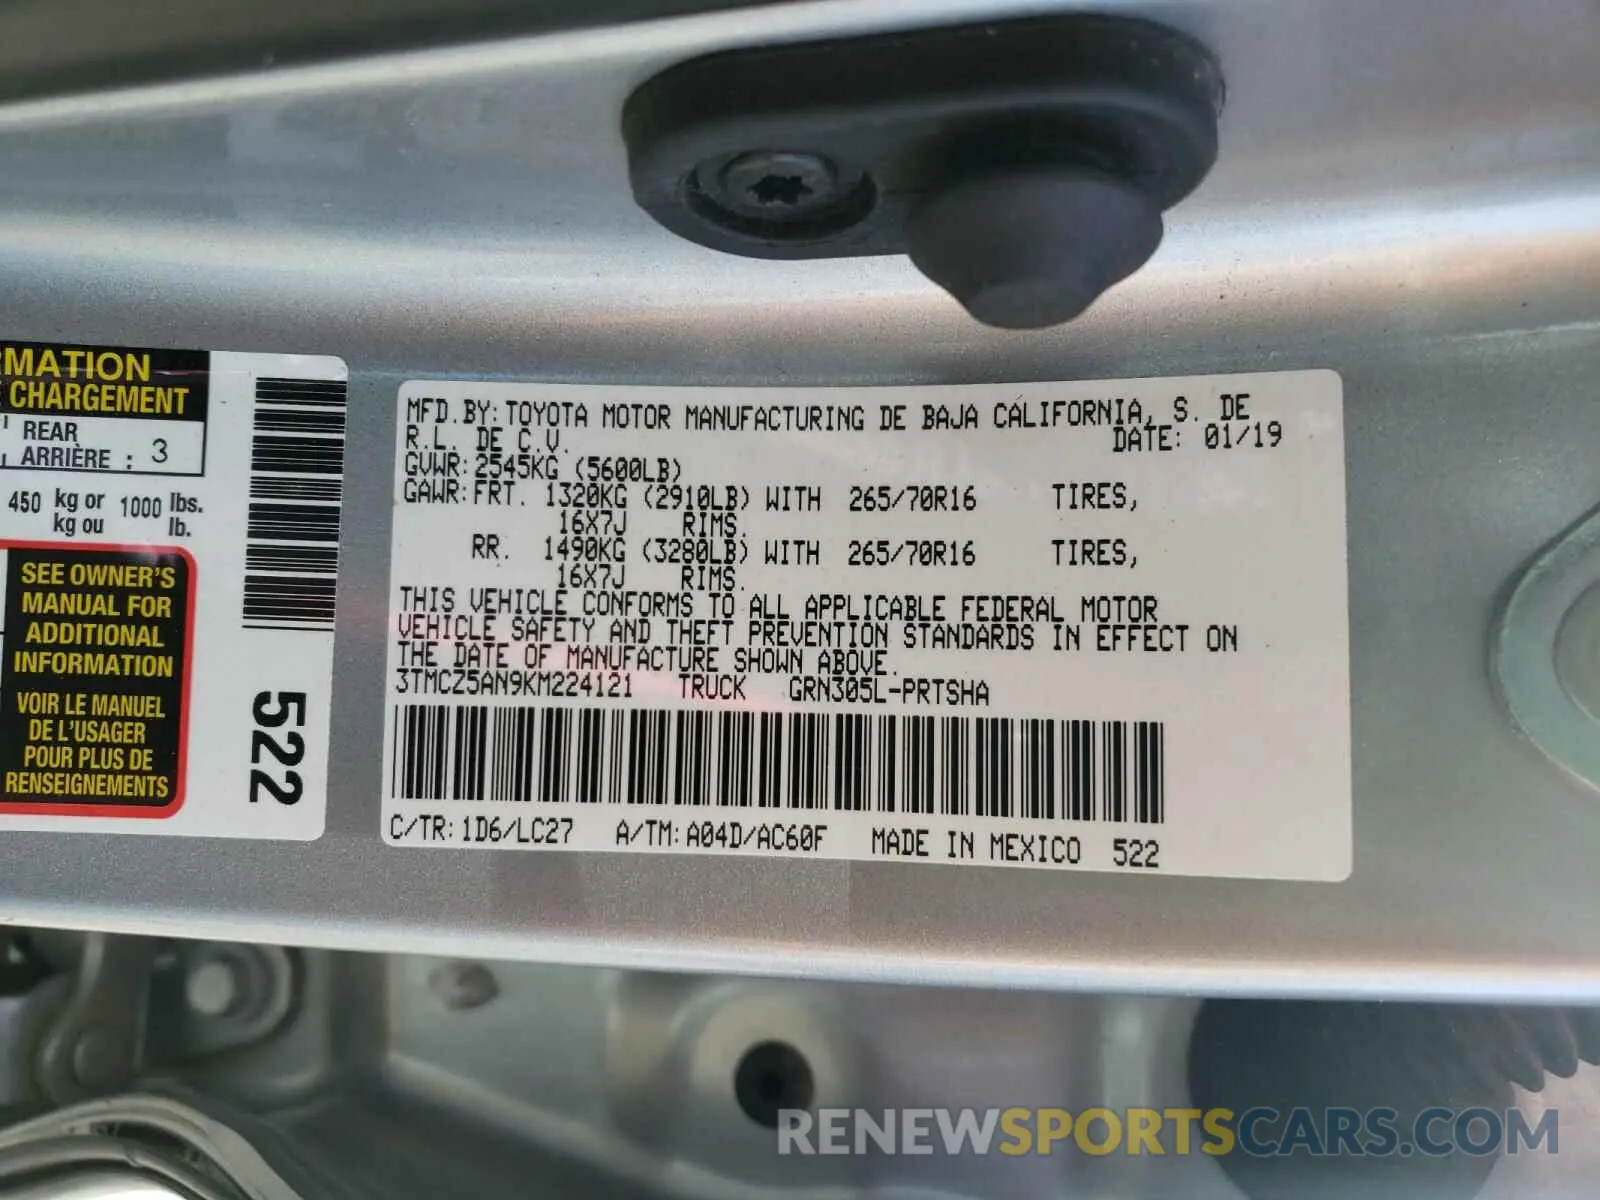 RMATION
E CHARGEMENT
REAR
ARRIÈRE : 3
450 kg or 1000 lbs.
kg ou lb.
SEE OWNER'S
MANUAL FOR
ADDITIONAL
INFORMATION
VOIR LE MANUEL
DE L'USAGER
POUR PLUS DE
RENSEIGNEMENTS
522
MFD.BY: TOYOTA MOTOR MANUFACTURING DE BAJA CALIFORNIA, S. DE
R.L. DE C.V. DATE: 01/19
GVWR: 2545KG (5600LB)
GAWR: FRT. 1320KG (2910LB) WITH 265/70R16 TIRES,
16X7J RIMS.
RR. 1490KG (3280LB) WITH 265/70R16 TIRES,
16X7J RIMS.
THIS VEHICLE CONFORMS TO ALL APPLICABLE FEDERAL MOTOR
VEHICLE SAFETY AND THEFT PREVENTION STANDARDS IN EFFECT ON
THE DATE OF MANUFACTURE SHOWN ABOVE.
3TMCZ5AN9KM224121 TRUCK GRN305L-PRTSHA
C/TR: 1D6/LC27 A/TM: A04D/AC60F MADE IN MEXICO 522
RENEWSPORTSCARS.COM